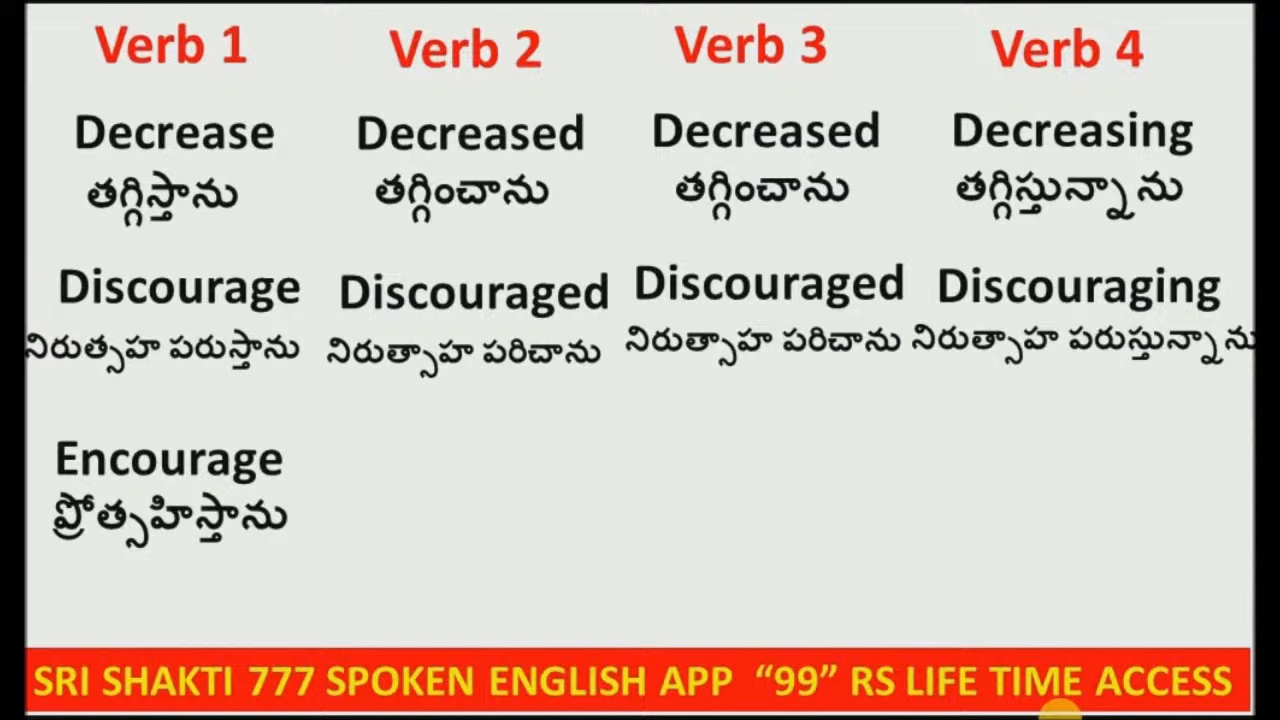 Verb 1 Verb 2 Verb 3 Verb 4
Decrease Decreased Decreased Decreasing
తగ్గిస్తాను తగ్గించాను తగ్గించాను తగ్గిస్తున్నాను
Discourage Discouraged Discouraged Discouraging
నిరుత్సహ పరుస్తాను నిరుత్సాహ పరిచాను నిరుత్సాహ పరిచాను నిరుత్సాహ పరుస్తున్నాను
Encourage
ప్రోత్సహిస్తాను
SRI SHAKTI 777 SPOKEN ENGLISH APP “99” RS LIFE TIME ACCESS